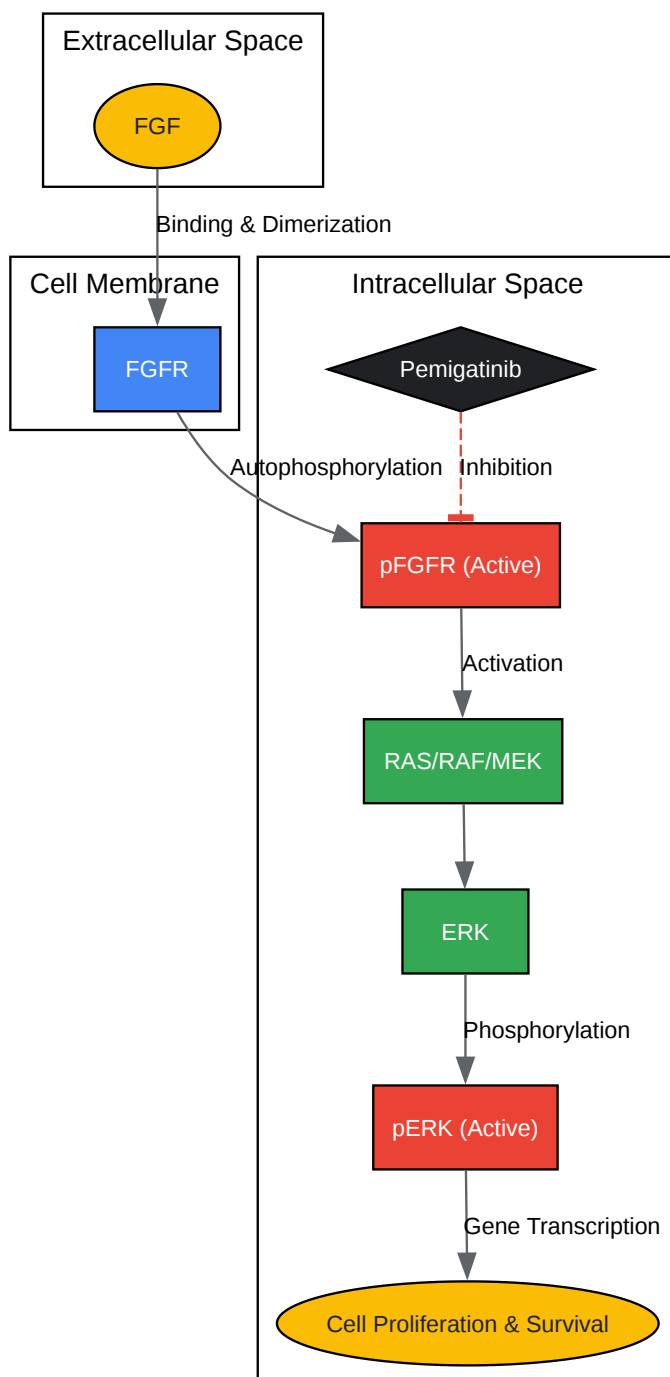 Extracellular Space
FGF
Binding & Dimerization
Cell Membrane
Intracellular Space
FGFR
Pemigatinib
Autophosphorylation
Inhibition
pFGFR (Active)
Activation
RAS/RAF/MEK
ERK
Phosphorylation
pERK (Active)
Gene Transcription
Cell Proliferation & Survival